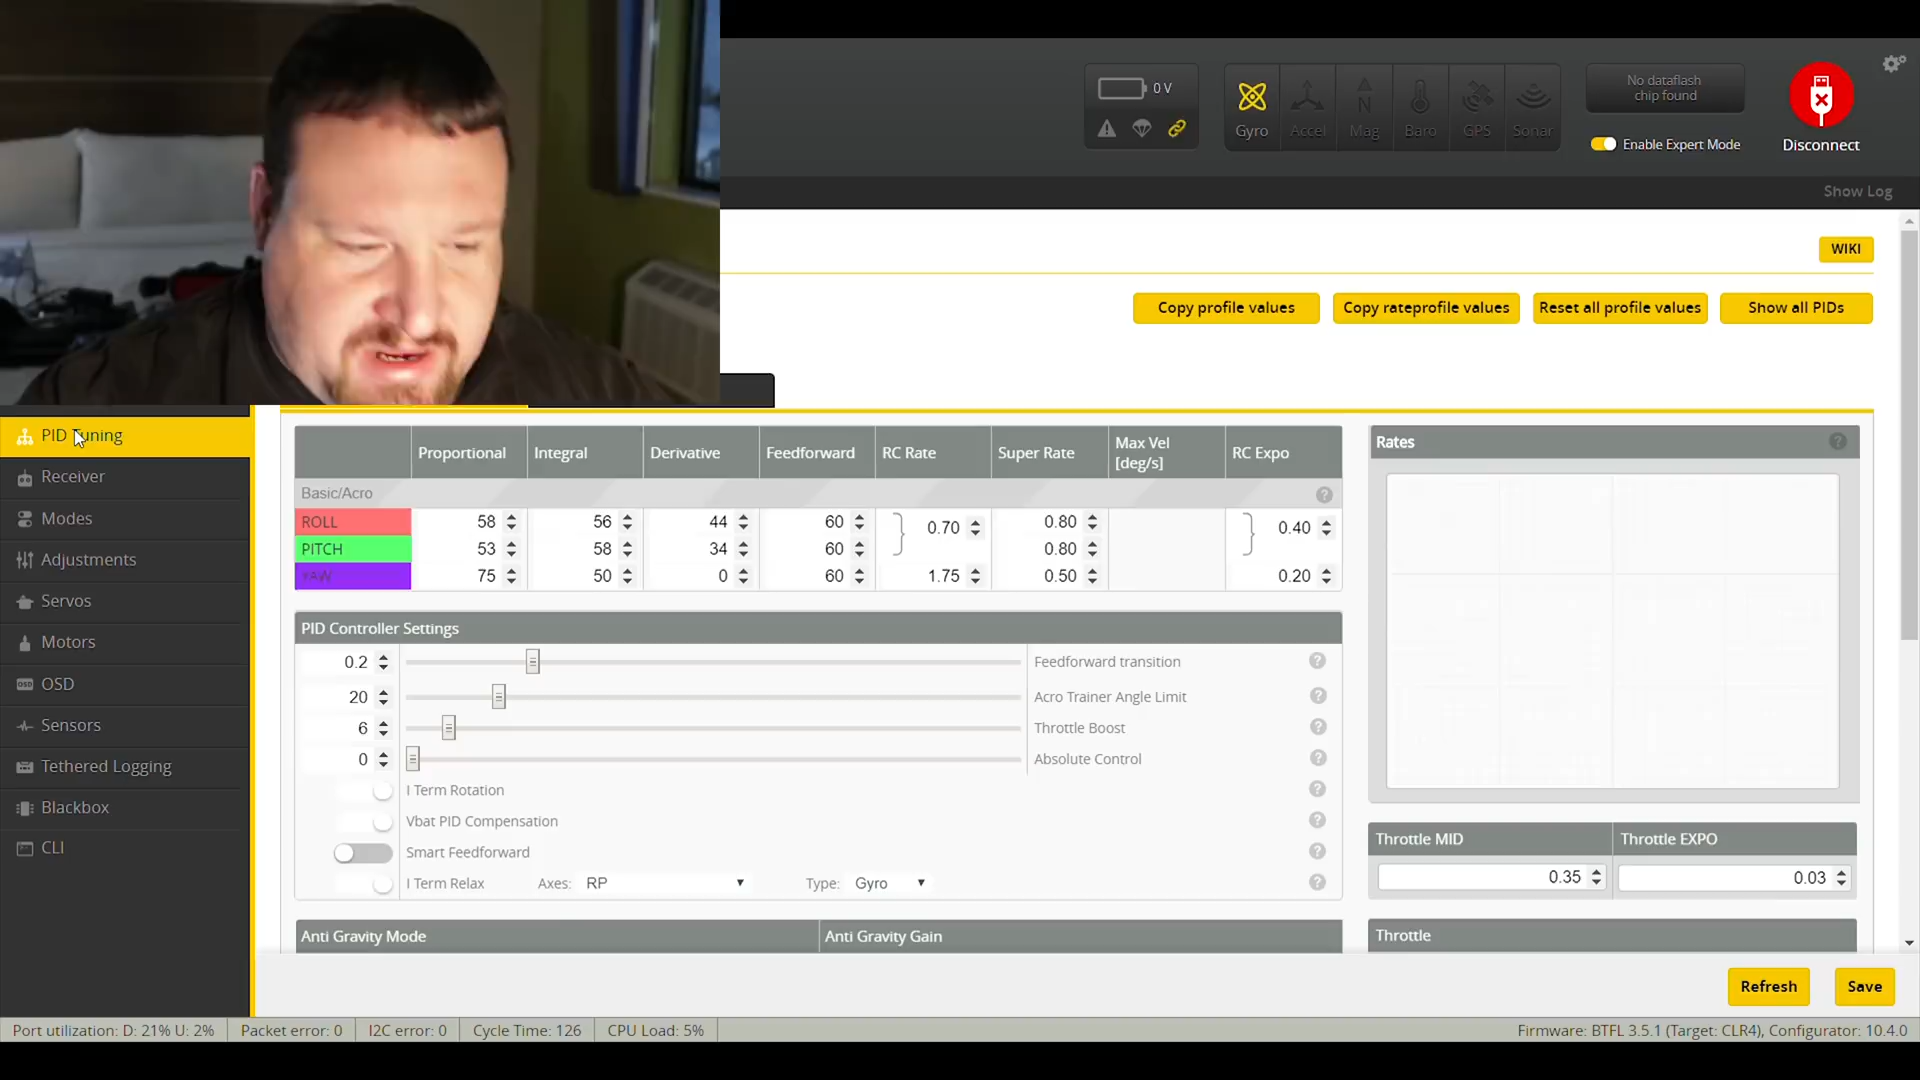 0 V
Gyro
Accel
Mag
Baro
GPS
Sonar
No dataflash
chip found
Enable Expert Mode
Disconnect
Show Log
WIKI
Copy profile values
Copy rateprofile values
Reset all profile values
Show all PIDs
PID Tuning
Receiver
Modes
Adjustments
Servos
Motors
OSD
Sensors
Tethered Logging
Blackbox
CLI
Proportional Integral Derivative Feedforward RC Rate Super Rate Max Vel
[deg/s] RC Expo
Basic/Acro
ROLL 58 56 44 60 0.70 0.80 0.40
PITCH 53 58 34 60 0.80
YAW 75 50 0 60 1.75 0.50 0.20
PID Controller Settings
0.2 Feedforward transition
20 Acro Trainer Angle Limit
6 Throttle Boost
0 Absolute Control
I Term Rotation
Vbat PID Compensation
Smart Feedforward
I Term Relax Axes: RP Type: Gyro
Anti Gravity Mode Anti Gravity Gain
Rates
Throttle MID Throttle EXPO
0.35 0.03
Throttle
Refresh
Save
Port utilization: D: 21% U: 2% Packet error: 0 I2C error: 0 Cycle Time: 126 CPU Load: 5% Firmware: BTFL 3.5.1 (Target: CLR4), Configurator: 10.4.0